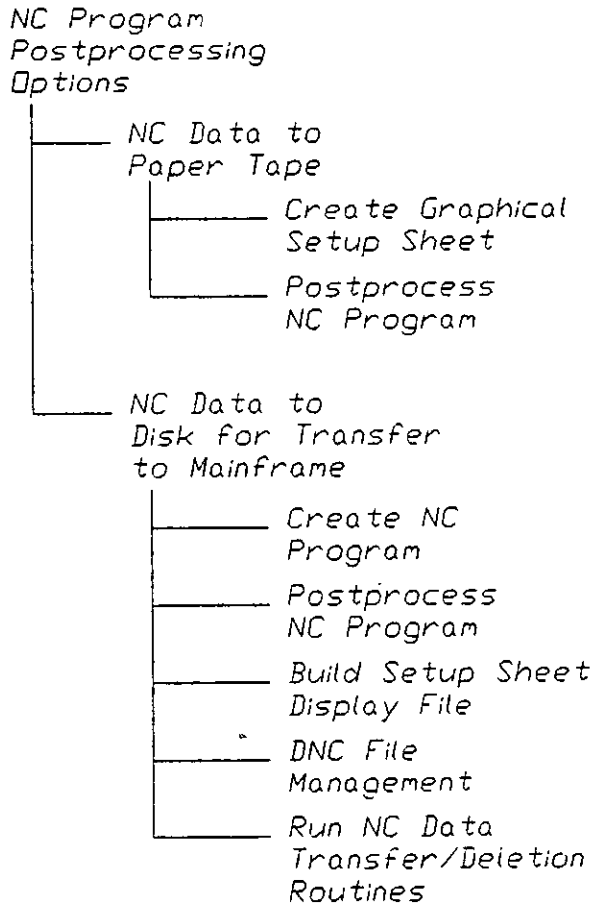 NC Program
Postprocessing
Options
NC Data to
Paper Tape
Create Graphical
Setup Sheet
Postprocess
NC Program
NC Data to
Disk for Transfer
to Mainframe
Create NC
Program
Postprocess
NC Program
Build Setup Sheet
Display File
DNC File
Management
Run NC Data
Transfer/Deletion
Routines